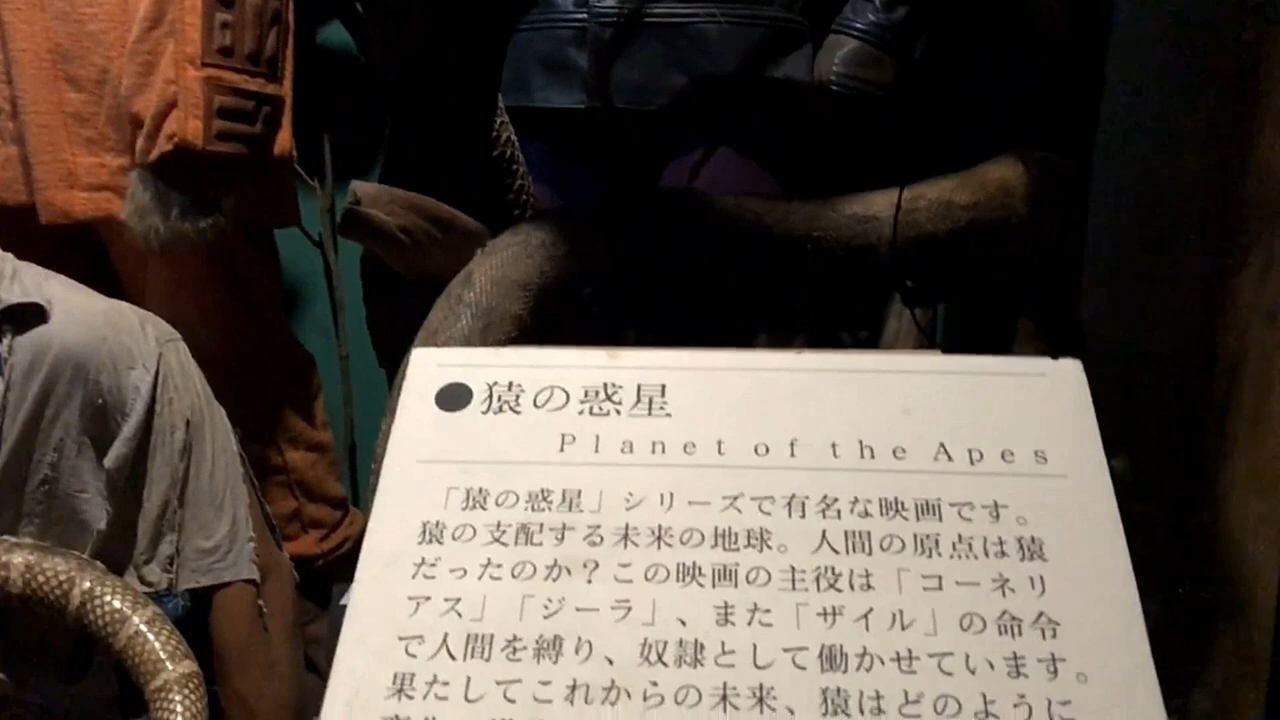 ●猿の惑星
Planet of the Apes
「猿の惑星」シリーズで有名な映画です。
猿の支配する未来の地球。人間の原点は猿
だったのか？この映画の主役は「コーネリ
アス」「ジーラ」、また「ザイル」の命令
で人間を縛り、奴隷として働かせています。
果たしてこれからの未来、猿はどのように